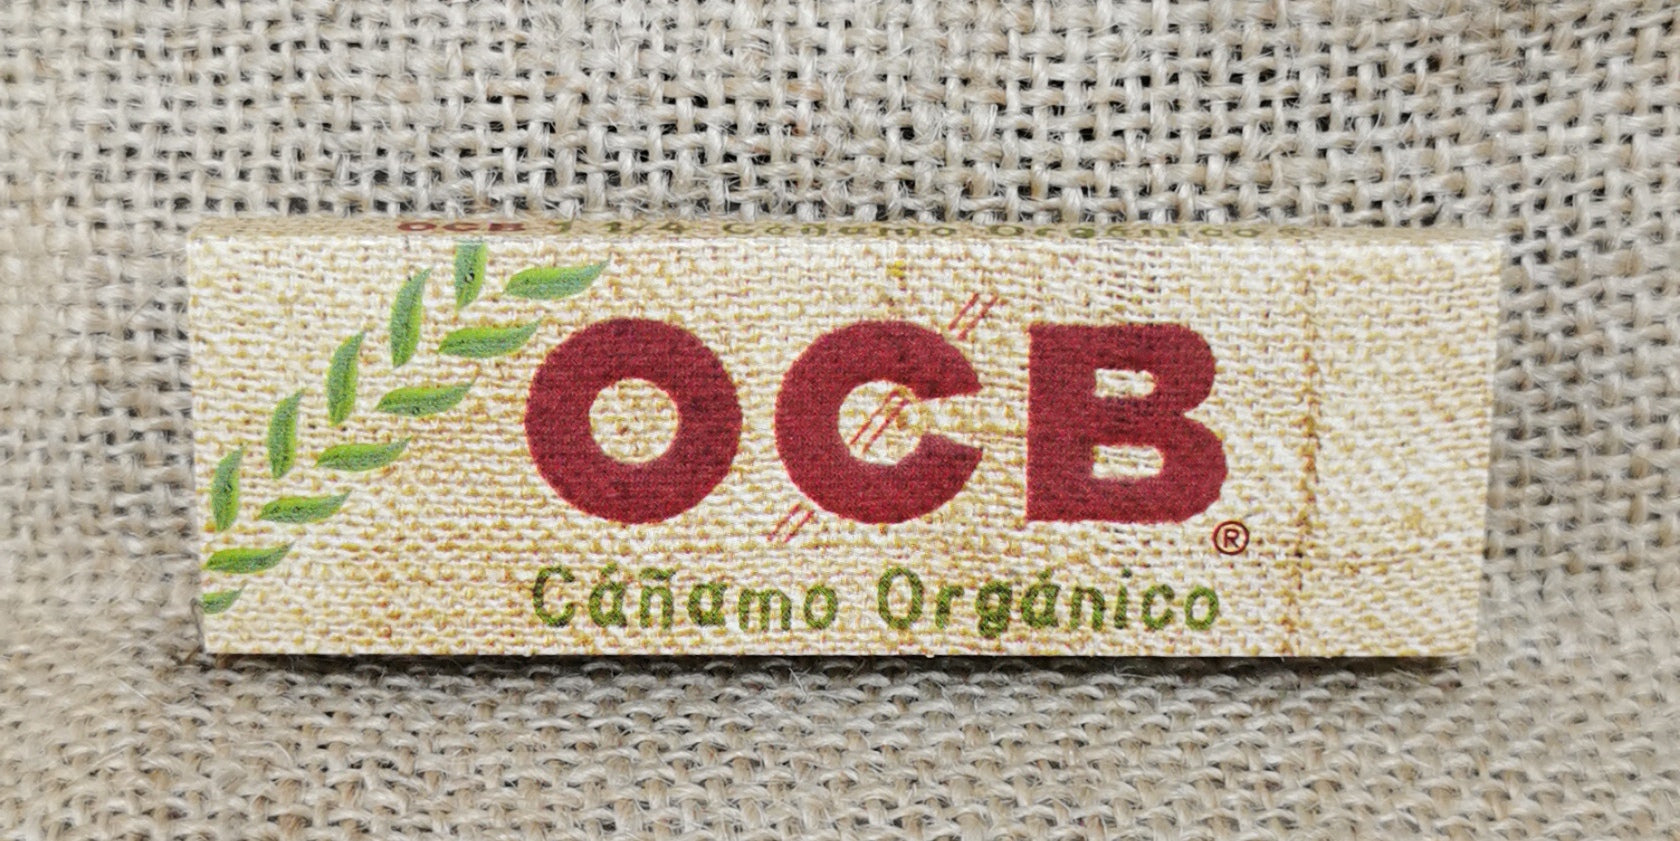 OCB 1 1/4 Cáñamo Orgánico
OCB®
Cáñamo Orgánico